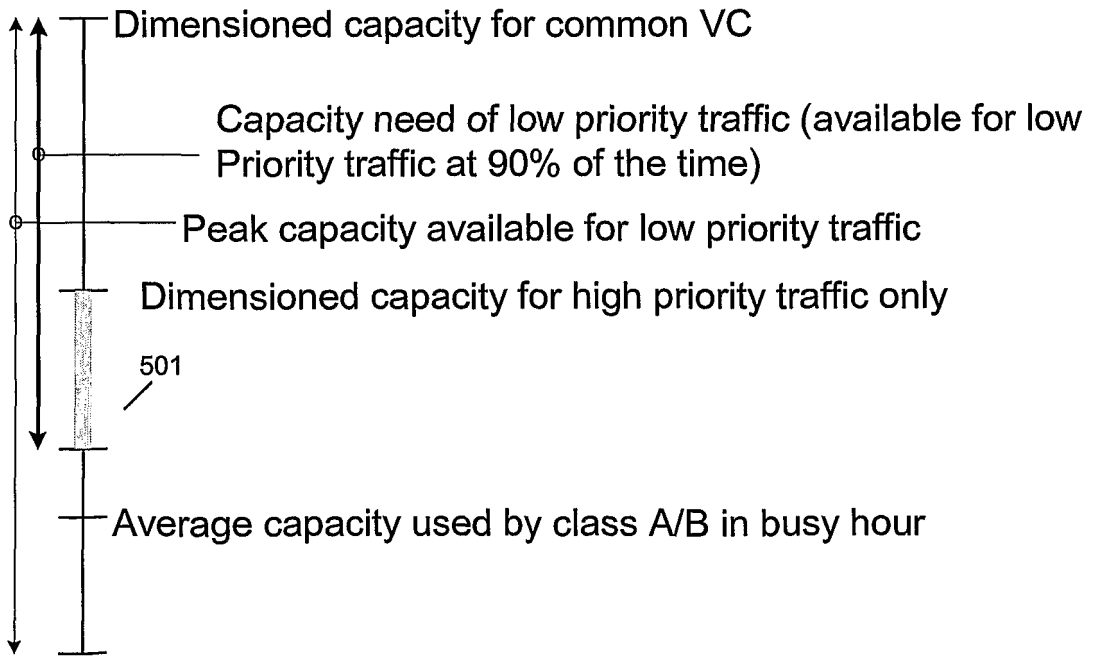 Dimensioned capacity for common VC
Capacity need of low priority traffic (available for low
Priority traffic at 90% of the time)
Peak capacity available for low priority traffic
Dimensioned capacity for high priority traffic only
501
Average capacity used by class A/B in busy hour